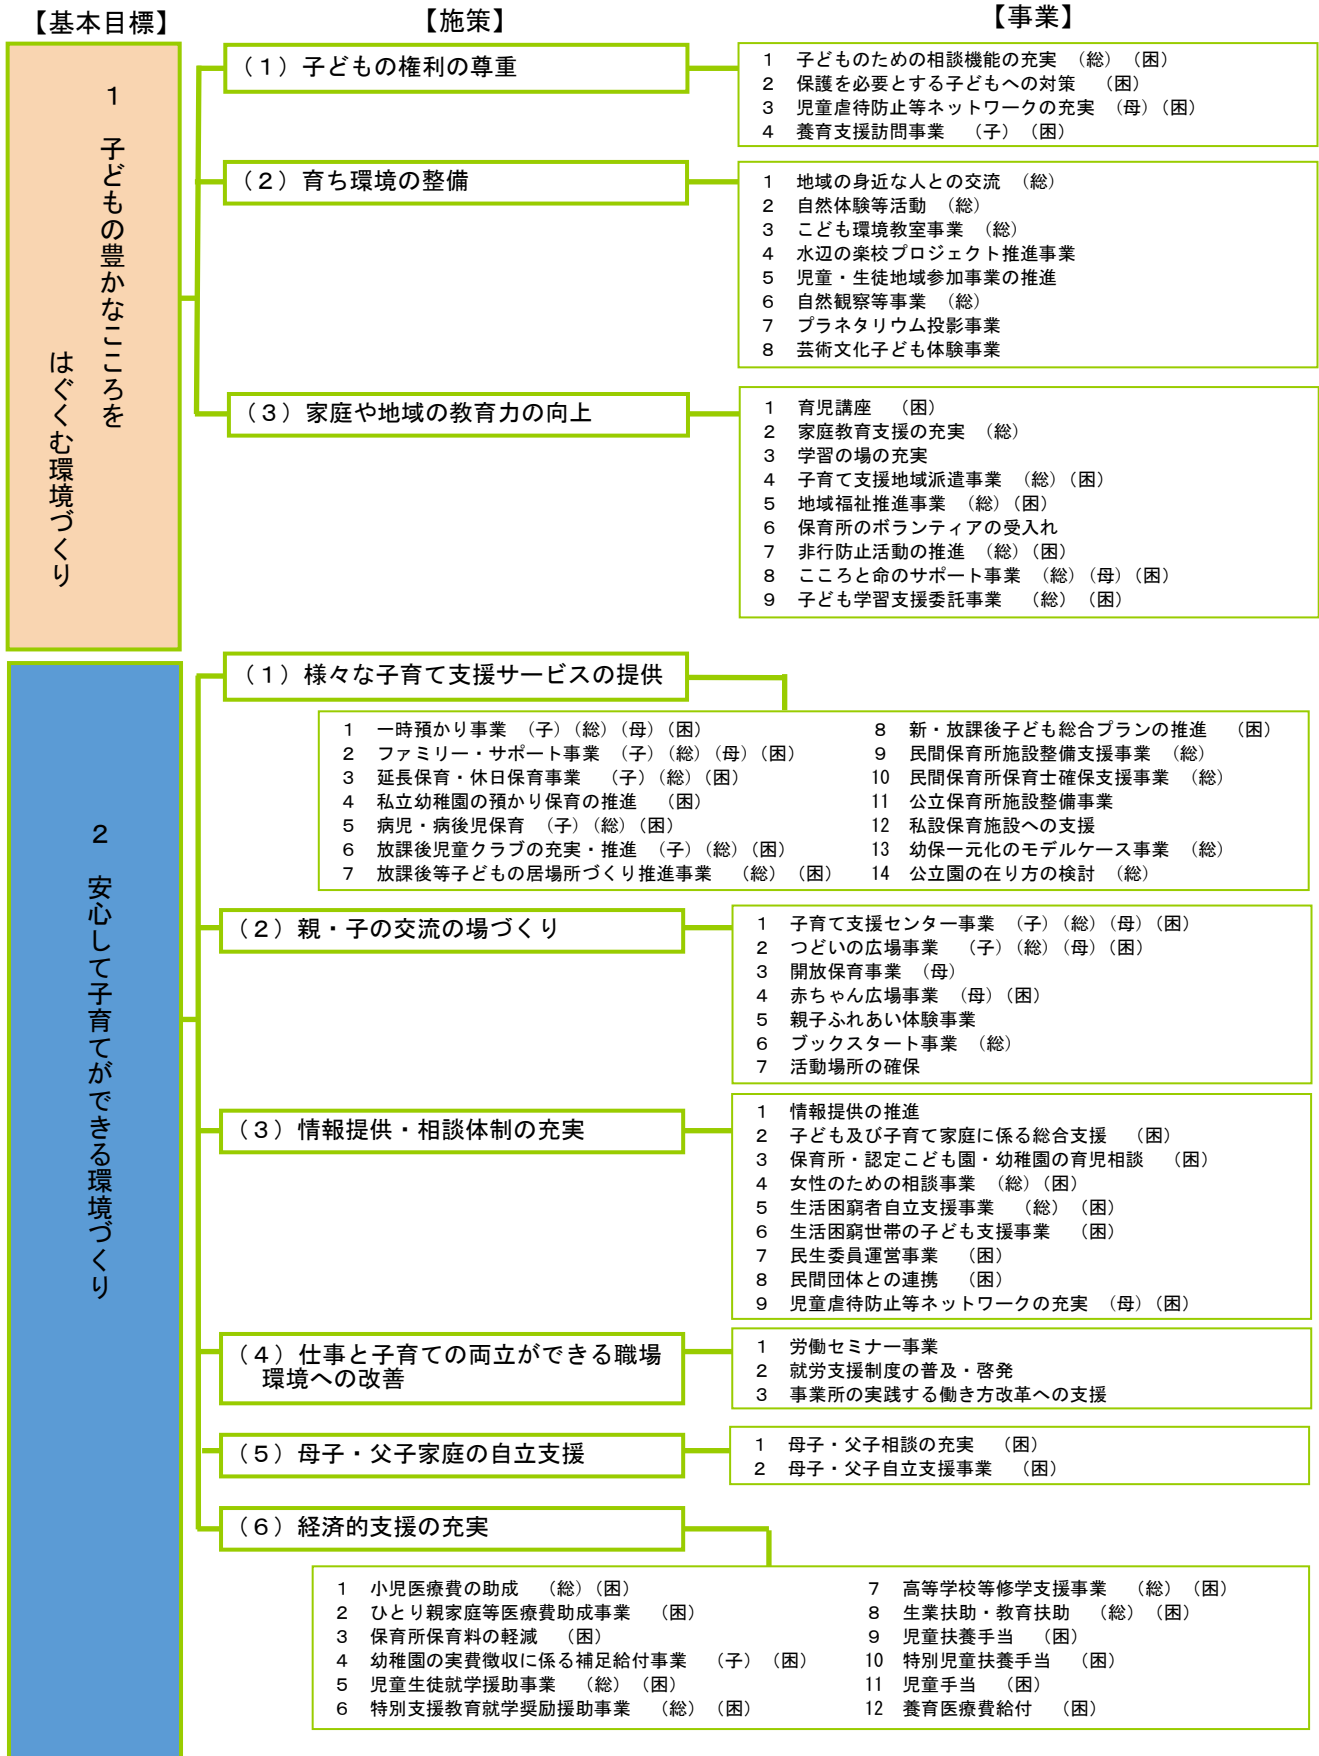 【基本目標】
【施策】
【事業】
1 子どもの豊かなこころを
はぐくむ環境づくり
（1）子どもの権利の尊重
1 子どものための相談機能の充実 （総）（困）
2 保護を必要とする子どもへの対策 （困）
3 児童虐待防止等ネットワークの充実 （母）（困）
4 養育支援訪問事業 （子）（困）
（2）育ち環境の整備
1 地域の身近な人との交流 （総）
2 自然体験等活動 （総）
3 こども環境教室事業 （総）
4 水辺の楽校プロジェクト推進事業
5 児童・生徒地域参加事業の推進
6 自然観察等事業 （総）
7 プラネタリウム投影事業
8 芸術文化子ども体験事業
（3）家庭や地域の教育力の向上
1 育児講座 （困）
2 家庭教育支援の充実 （総）
3 学習の場の充実
4 子育て支援地域派遣事業 （総）（困）
5 地域福祉推進事業 （総）（困）
6 保育所のボランティアの受入れ
7 非行防止活動の推進 （総）（困）
8 こころと命のサポート事業 （総）（母）（困）
9 子ども学習支援委託事業 （総）（困）
2 安心して子育てができる環境づくり
（1）様々な子育て支援サービスの提供
1 一時預かり事業 （子）（総）（母）（困）
2 ファミリー・サポート事業 （子）（総）（母）（困）
3 延長保育・休日保育事業 （子）（総）（困）
4 私立幼稚園の預かり保育の推進 （困）
5 病児・病後児保育 （子）（総）（困）
6 放課後児童クラブの充実・推進 （子）（総）（困）
7 放課後等子どもの居場所づくり推進事業 （総）（困）
8 新・放課後子ども総合プランの推進 （困）
9 民間保育所施設整備支援事業 （総）
10 民間保育所保育士確保支援事業 （総）
11 公立保育所施設整備事業
12 私設保育施設への支援
13 幼保一元化のモデルケース事業 （総）
14 公立園の在り方の検討 （総）
（2）親・子の交流の場づくり
1 子育て支援センター事業 （子）（総）（母）（困）
2 つどいの広場事業 （子）（総）（母）（困）
3 開放保育事業 （母）
4 赤ちゃん広場事業 （母）（困）
5 親子ふれあい体験事業
6 ブックスタート事業 （総）
7 活動場所の確保
（3）情報提供・相談体制の充実
1 情報提供の推進
2 子ども及び子育て家庭に係る総合支援 （困）
3 保育所・認定こども園・幼稚園の育児相談 （困）
4 女性のための相談事業 （総）（困）
5 生活困窮者自立支援事業 （総）（困）
6 生活困窮世帯の子ども支援事業 （困）
7 民生委員運営事業 （困）
8 民間団体との連携 （困）
9 児童虐待防止等ネットワークの充実 （母）（困）
（4）仕事と子育ての両立ができる職場
環境への改善
1 労働セミナー事業
2 就労支援制度の普及・啓発
3 事業所の実践する働き方改革への支援
（5）母子・父子家庭の自立支援
1 母子・父子相談の充実 （困）
2 母子・父子自立支援事業 （困）
（6）経済的支援の充実
1 小児医療費の助成 （総）（困）
2 ひとり親家庭等医療費助成事業 （困）
3 保育所保育料の軽減 （困）
4 幼稚園の実費徴収に係る補足給付事業 （子）（困）
5 児童生徒就学援助事業 （総）（困）
6 特別支援教育就学奨励援助事業 （総）（困）
7 高等学校等修学支援事業 （総）（困）
8 生業扶助・教育扶助 （総）（困）
9 児童扶養手当 （困）
10 特別児童扶養手当 （困）
11 児童手当 （困）
12 養育医療費給付 （困）